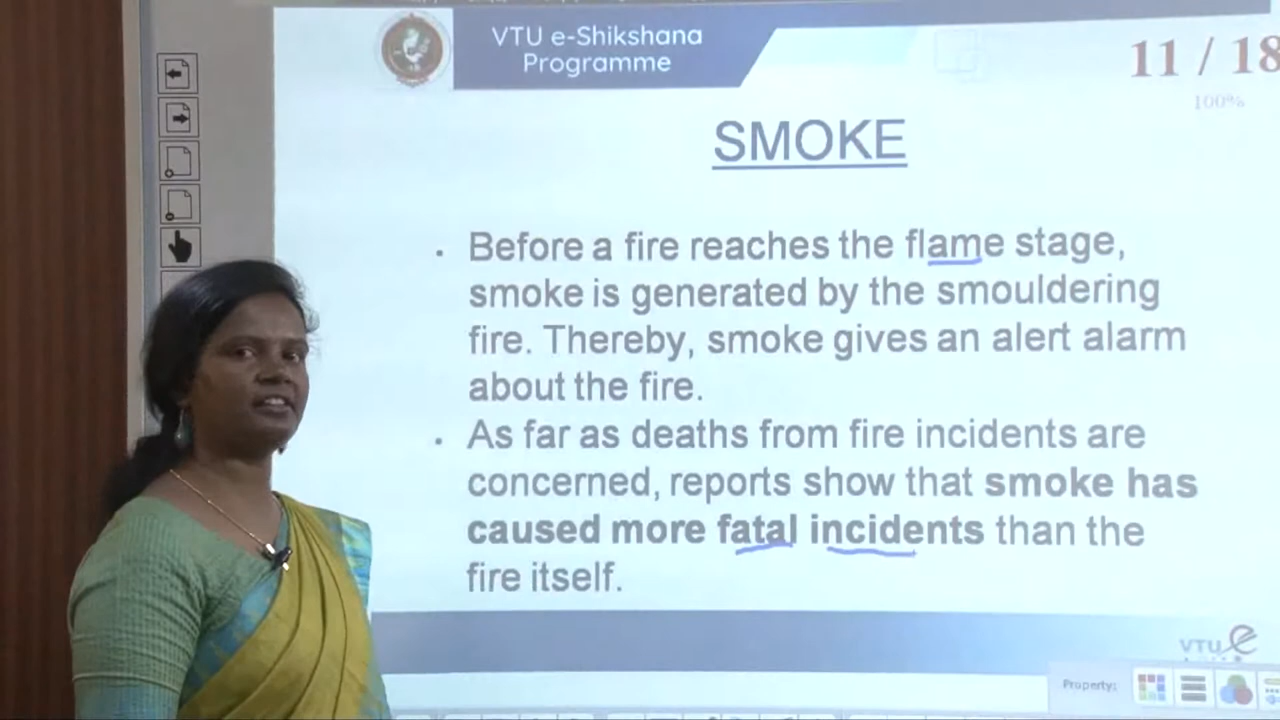 VTU e-Shikshana
Programme
11 / 18
100%
SMOKE
. Before a fire reaches the flame stage,
smoke is generated by the smouldering
fire. Thereby, smoke gives an alert alarm
about the fire.
. As far as deaths from fire incidents are
concerned, reports show that smoke has
caused more fatal incidents than the
fire itself.
VTU e
Property: